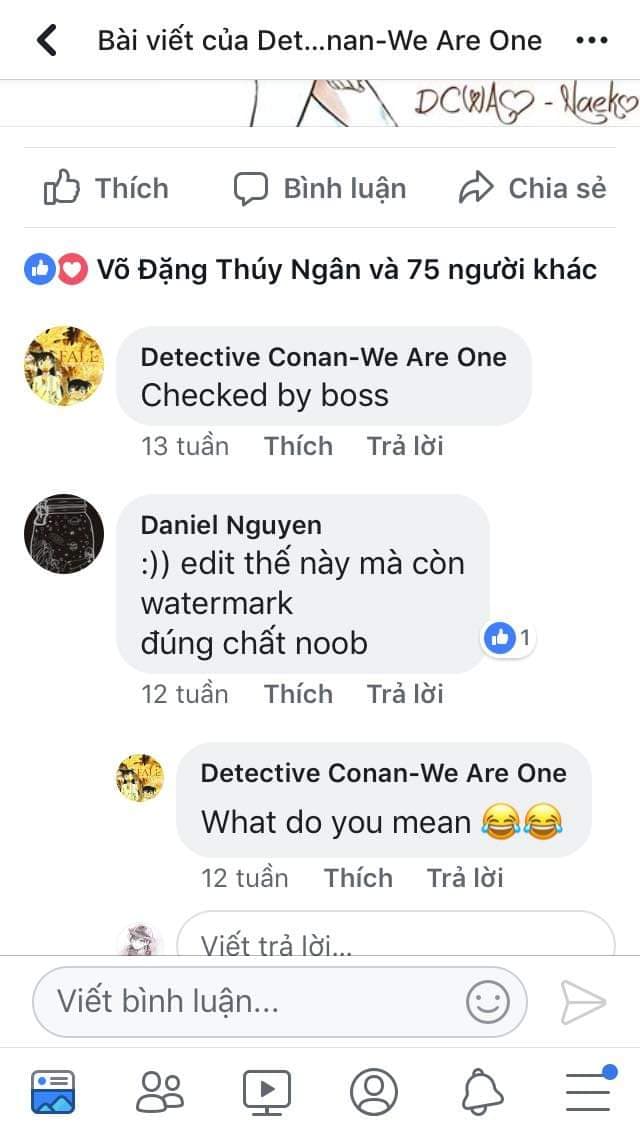 Bài viết của Det...nan-We Are One
DCWA♡ - Naeko♡
Thích Bình luận Chia sẻ
Võ Đặng Thúy Ngân và 75 người khác
FALL
Detective Conan-We Are One
Checked by boss
13 tuần Thích Trả lời
Daniel Nguyen
:)) edit thế này mà còn
watermark
đúng chất noob
1
12 tuần Thích Trả lời
FALL
Detective Conan-We Are One
What do you mean 😂😂
12 tuần Thích Trả lời
Viết trả lời...
Viết bình luận...